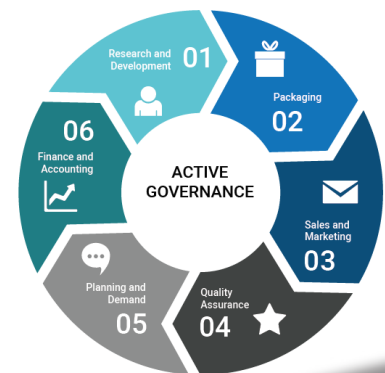 Research and
Development
01
Packaging
02
Sales and
Marketing
03
Quality
Assurance
04
Planning and
Demand
05
06
Finance and
Accounting
ACTIVE
GOVERNANCE